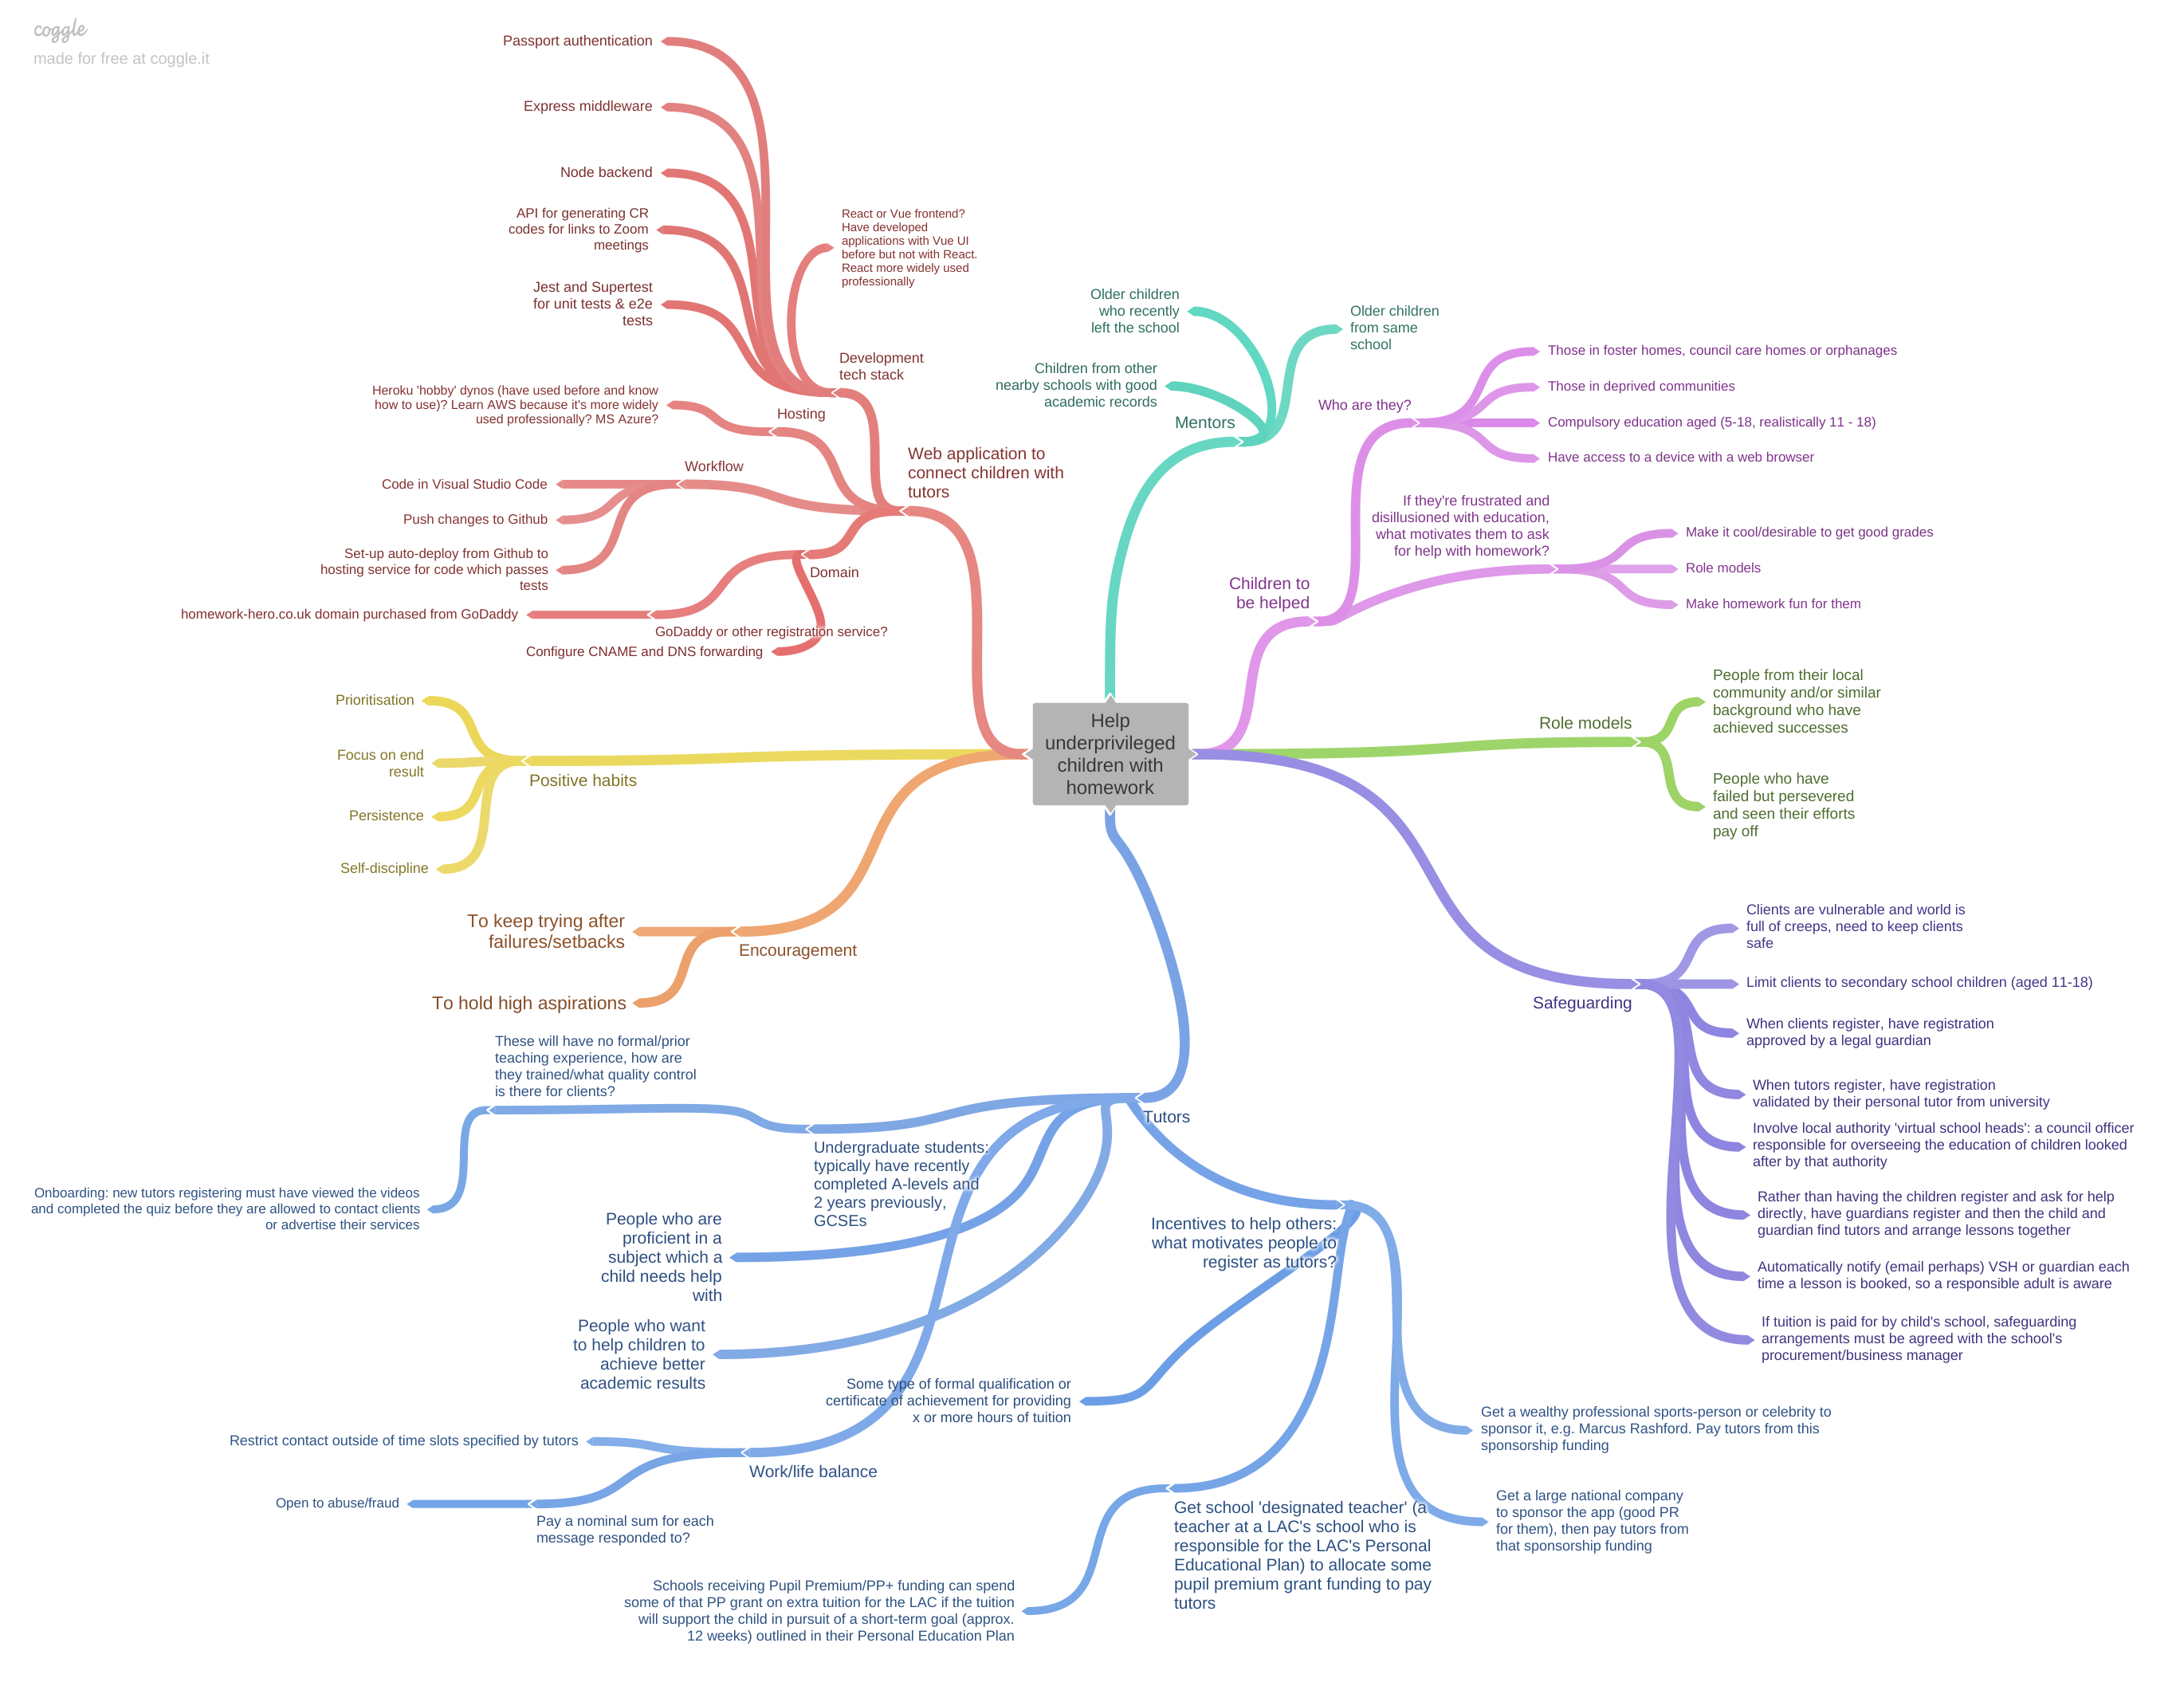 coggle
made for free at coggle.it
Passport authentication
Express middleware
Node backend
API for generating CR
codes for links to Zoom
meetings
Jest and Supertest
for unit tests & e2e
tests
React or Vue frontend?
Have developed
applications with Vue UI
before but not with React.
React more widely used
professionally
Development
tech stack
Heroku 'hobby' dynos (have used before and know
how to use)? Learn AWS because it's more widely
used professionally? MS Azure?
Hosting
Workflow
Code in Visual Studio Code
Push changes to Github
Set-up auto-deploy from Github to
hosting service for code which passes
tests
Web application to
connect children with
tutors
Domain
homework-hero.co.uk domain purchased from GoDaddy
GoDaddy or other registration service?
Configure CNAME and DNS forwarding
Older children
who recently
left the school
Older children
from same
school
Children from other
nearby schools with good
academic records
Mentors
Who are they?
Those in foster homes, council care homes or orphanages
Those in deprived communities
Compulsory education aged (5-18, realistically 11 - 18)
Have access to a device with a web browser
If they're frustrated and
disillusioned with education,
what motivates them to ask
for help with homework?
Make it cool/desirable to get good grades
Role models
Make homework fun for them
Children to
be helped
Help
underprivileged
children with
homework
Role models
People from their local
community and/or similar
background who have
achieved successes
People who have
failed but persevered
and seen their efforts
pay off
Prioritisation
Focus on end
result
Persistence
Self-discipline
Positive habits
To keep trying after
failures/setbacks
To hold high aspirations
Encouragement
Safeguarding
Clients are vulnerable and world is
full of creeps, need to keep clients
safe
Limit clients to secondary school children (aged 11-18)
When clients register, have registration
approved by a legal guardian
When tutors register, have registration
validated by their personal tutor from university
Involve local authority 'virtual school heads': a council officer
responsible for overseeing the education of children looked
after by that authority
Rather than having the children register and ask for help
directly, have guardians register and then the child and
guardian find tutors and arrange lessons together
Automatically notify (email perhaps) VSH or guardian each
time a lesson is booked, so a responsible adult is aware
If tuition is paid for by child's school, safeguarding
arrangements must be agreed with the school's
procurement/business manager
Tutors
These will have no formal/prior
teaching experience, how are
they trained/what quality control
is there for clients?
Onboarding: new tutors registering must have viewed the videos
and completed the quiz before they are allowed to contact clients
or advertise their services
Undergraduate students:
typically have recently
completed A-levels and
2 years previously,
GCSEs
People who are
proficient in a
subject which a
child needs help
with
People who want
to help children to
achieve better
academic results
Incentives to help others:
what motivates people to
register as tutors?
Some type of formal qualification or
certificate of achievement for providing
x or more hours of tuition
Restrict contact outside of time slots specified by tutors
Work/life balance
Open to abuse/fraud
Pay a nominal sum for each
message responded to?
Get a wealthy professional sports-person or celebrity to
sponsor it, e.g. Marcus Rashford. Pay tutors from this
sponsorship funding
Get a large national company
to sponsor the app (good PR
for them), then pay tutors from
that sponsorship funding
Get school 'designated teacher' (a
teacher at a LAC's school who is
responsible for the LAC's Personal
Educational Plan) to allocate some
pupil premium grant funding to pay
tutors
Schools receiving Pupil Premium/PP+ funding can spend
some of that PP grant on extra tuition for the LAC if the tuition
will support the child in pursuit of a short-term goal (approx.
12 weeks) outlined in their Personal Education Plan